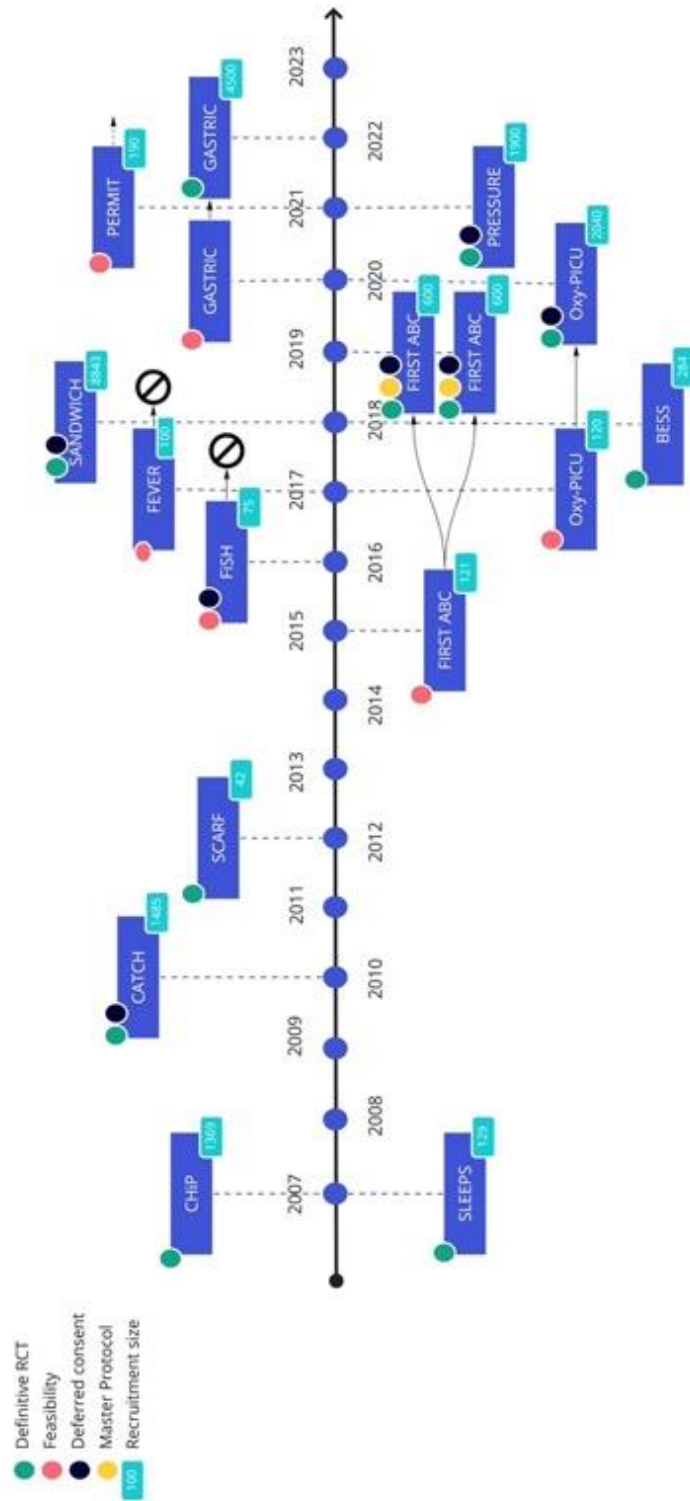 Definitive RCT
Feasibility
Deferred consent
Master Protocol
100 Recruitment size
CHiP
1369
SLEEPS
129
CATCH
1485
SCARF
42
FIRST ABC
121
FiSH
75
FEVER
100
SANDWICH
8843
Oxy-PICU
120
BESS
284
FIRST ABC
600
FIRST ABC
600
GASTRIC
Oxy-PICU
2040
PERMIT
190
PRESSURE
1900
GASTRIC
4500
2007
2008
2009
2010
2011
2012
2013
2014
2015
2016
2017
2018
2019
2020
2021
2022
2023